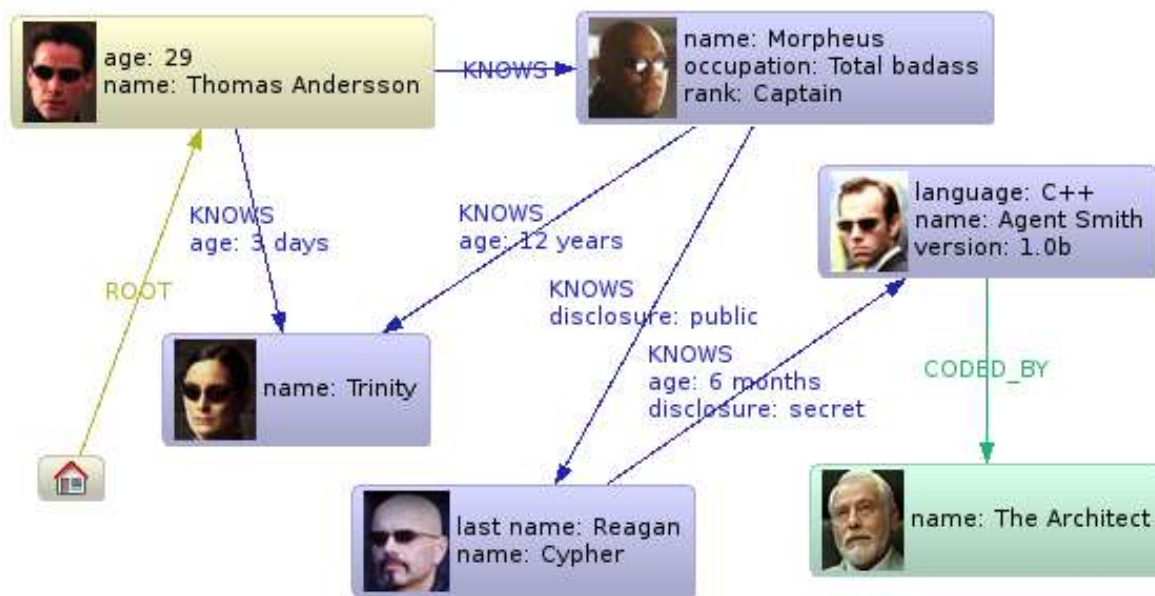 age: 29
name: Thomas Andersson
KNOWS
name: Morpheus
occupation: Total badass
rank: Captain
language: C++
name: Agent Smith
version: 1.0b
KNOWS
age: 3 days
KNOWS
age: 12 years
ROOT
KNOWS
disclosure: public
KNOWS
age: 6 months
disclosure: secret
CODED_BY
name: Trinity
last name: Reagan
name: Cypher
name: The Architect